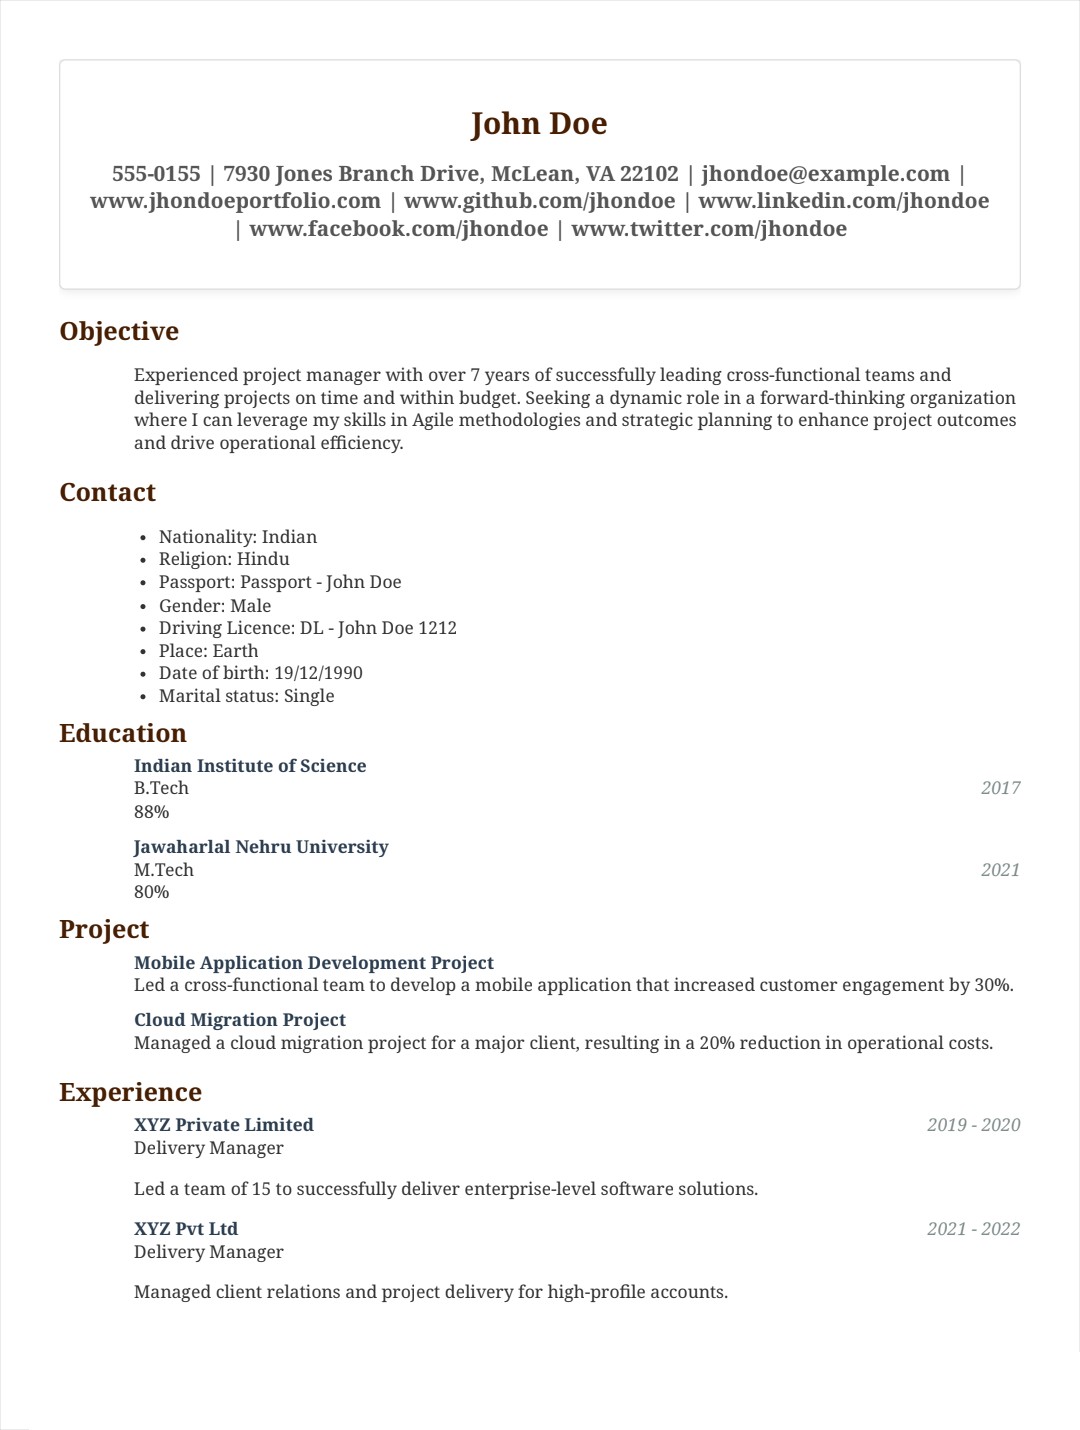 John Doe
555-0155 | 7930 Jones Branch Drive, McLean, VA 22102 | jhondoe@example.com |
www.jhondoeportfolio.com | www.github.com/jhondoe | www.linkedin.com/jhondoe
| www.facebook.com/jhondoe | www.twitter.com/jhondoe
Objective
Experienced project manager with over 7 years of successfully leading cross-functional teams and
delivering projects on time and within budget. Seeking a dynamic role in a forward-thinking organization
where I can leverage my skills in Agile methodologies and strategic planning to enhance project outcomes
and drive operational efficiency.
Contact
• Nationality: Indian
• Religion: Hindu
• Passport: Passport - John Doe
• Gender: Male
• Driving Licence: DL - John Doe 1212
• Place: Earth
• Date of birth: 19/12/1990
• Marital status: Single
Education
Indian Institute of Science
B.Tech 2017
88%
Jawaharlal Nehru University
M.Tech 2021
80%
Project
Mobile Application Development Project
Led a cross-functional team to develop a mobile application that increased customer engagement by 30%.
Cloud Migration Project
Managed a cloud migration project for a major client, resulting in a 20% reduction in operational costs.
Experience
XYZ Private Limited 2019 - 2020
Delivery Manager
Led a team of 15 to successfully deliver enterprise-level software solutions.
XYZ Pvt Ltd 2021 - 2022
Delivery Manager
Managed client relations and project delivery for high-profile accounts.